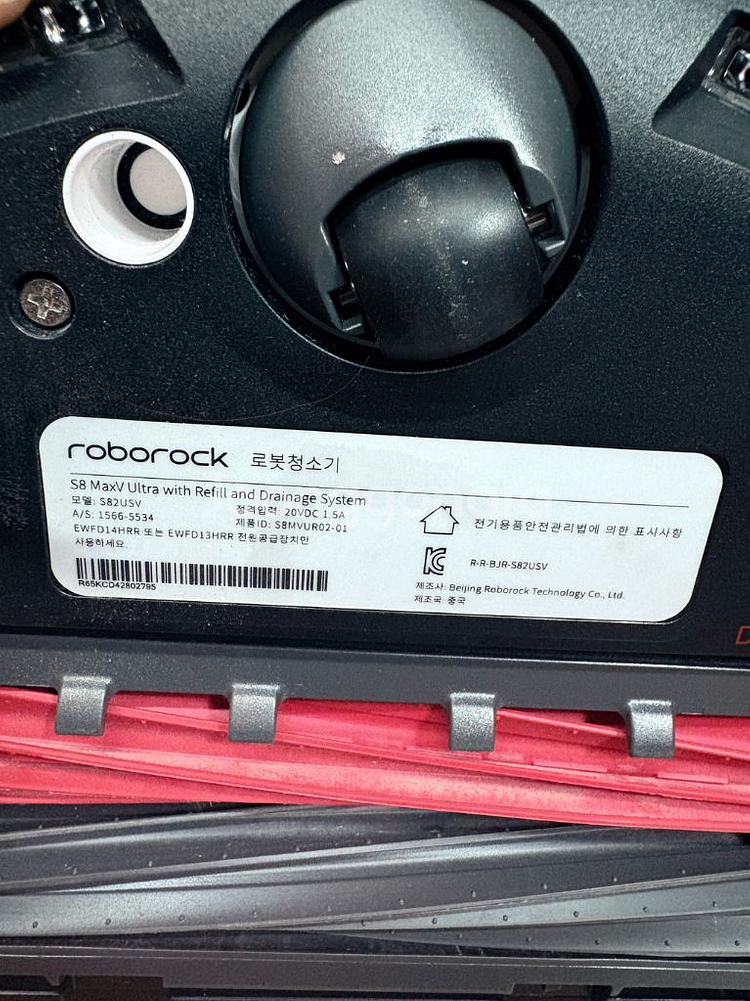 roborock 로봇청소기
S8 MaxV Ultra with Refill and Drainage System
모델: S82USV
정격입력: 20VDC 1.5A
A/S: 1566-5534
제품ID: S8MVUR02-01
EWFD14HRR 또는 EWFD13HRR 전원공급장치만
사용하세요.
R65KCD42802795
전기용품안전관리법에 의한 표시사항
R-R-BJR-S82USV
제조사: Beijing Roborock Technology Co., Ltd.
제조국: 중국